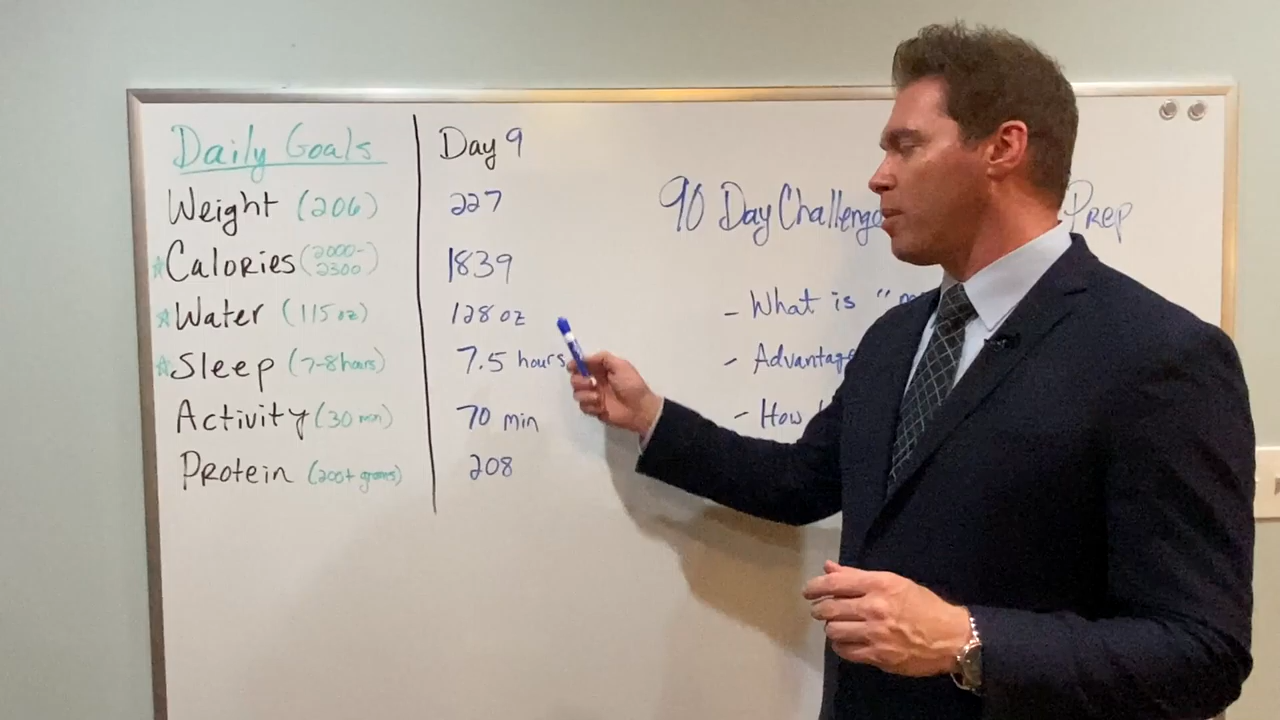 Daily Goals
Day 9
Weight (206)
227
☆Calories (2000-
2300)
1839
☆Water (115 oz)
128 oz
☆Sleep (7-8 hours)
7.5 hours
Activity (30 min)
70 min
Protein (200+ grams)
208
90 Day Challenge
Prep
- What is "
- Advantage
- How